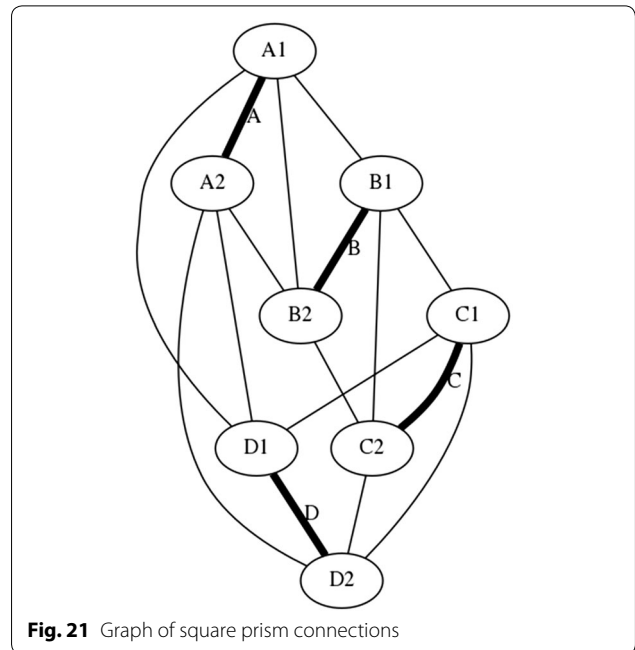 A1
A
A2
B1
B
B2
C1
C
D1
C2
D
D2
Fig. 21 Graph of square prism connections